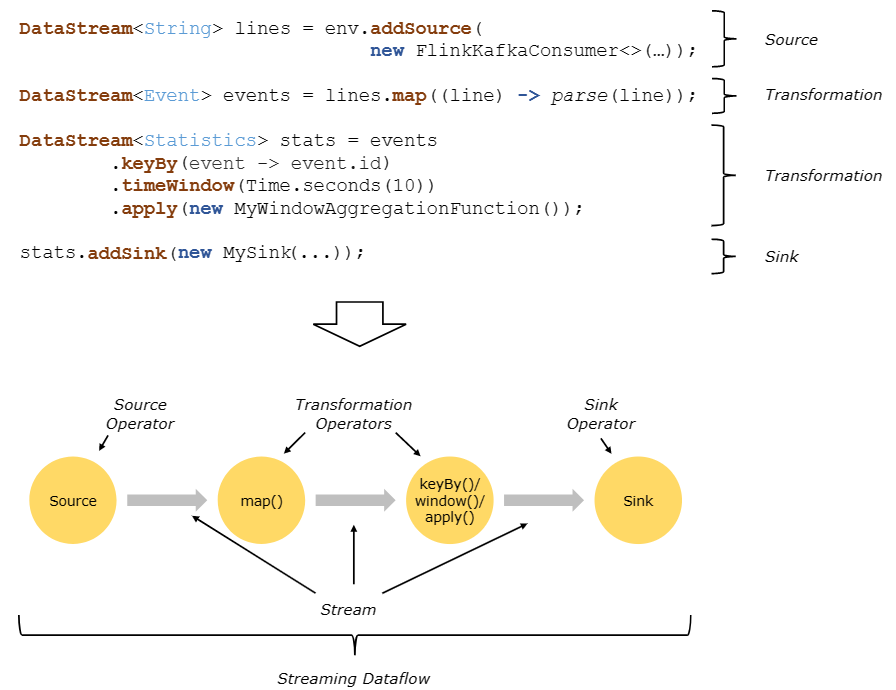 DataStream<String> lines = env.addSource(
new FlinkKafkaConsumer<>(…));
Source
DataStream<Event> events = lines.map((line) -> parse(line));
Transformation
DataStream<Statistics> stats = events
.keyBy(event -> event.id)
.timeWindow(Time.seconds(10))
.apply(new MyWindowAggregationFunction());
Transformation
stats.addSink(new MySink(...));
Sink
Source
Operator
Transformation
Operators
Sink
Operator
Source
map()
keyBy()/
window()/
apply()
Sink
Stream
Streaming Dataflow